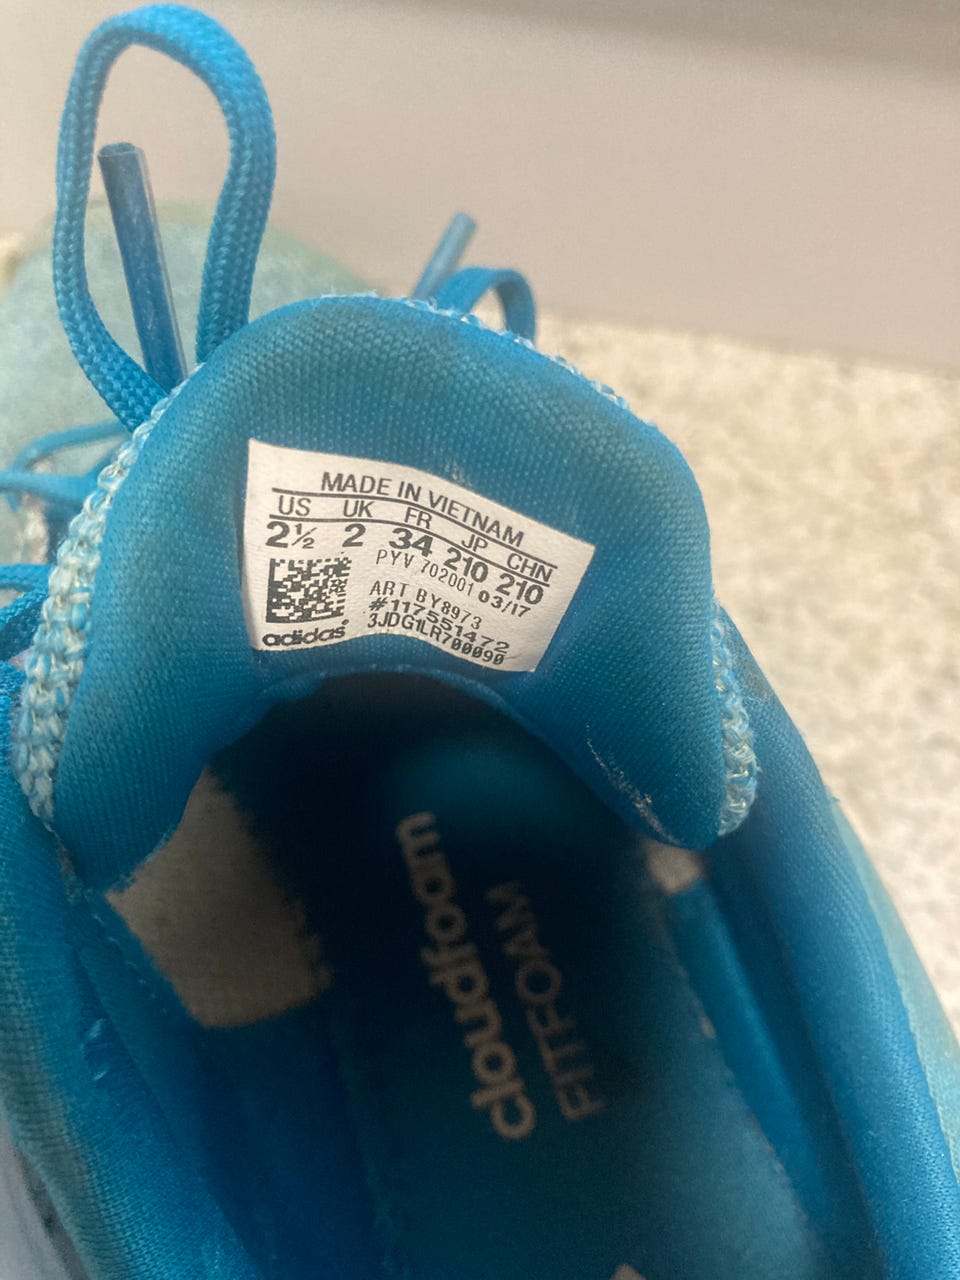 MADE IN VIETNAM
US UK FR JP CHN
2½ 2 34 210 210
PYV 702001 03/17
ART BY8973
#117551472
3JDG1LR700090
adidas
cloudfoam
FITFOAM